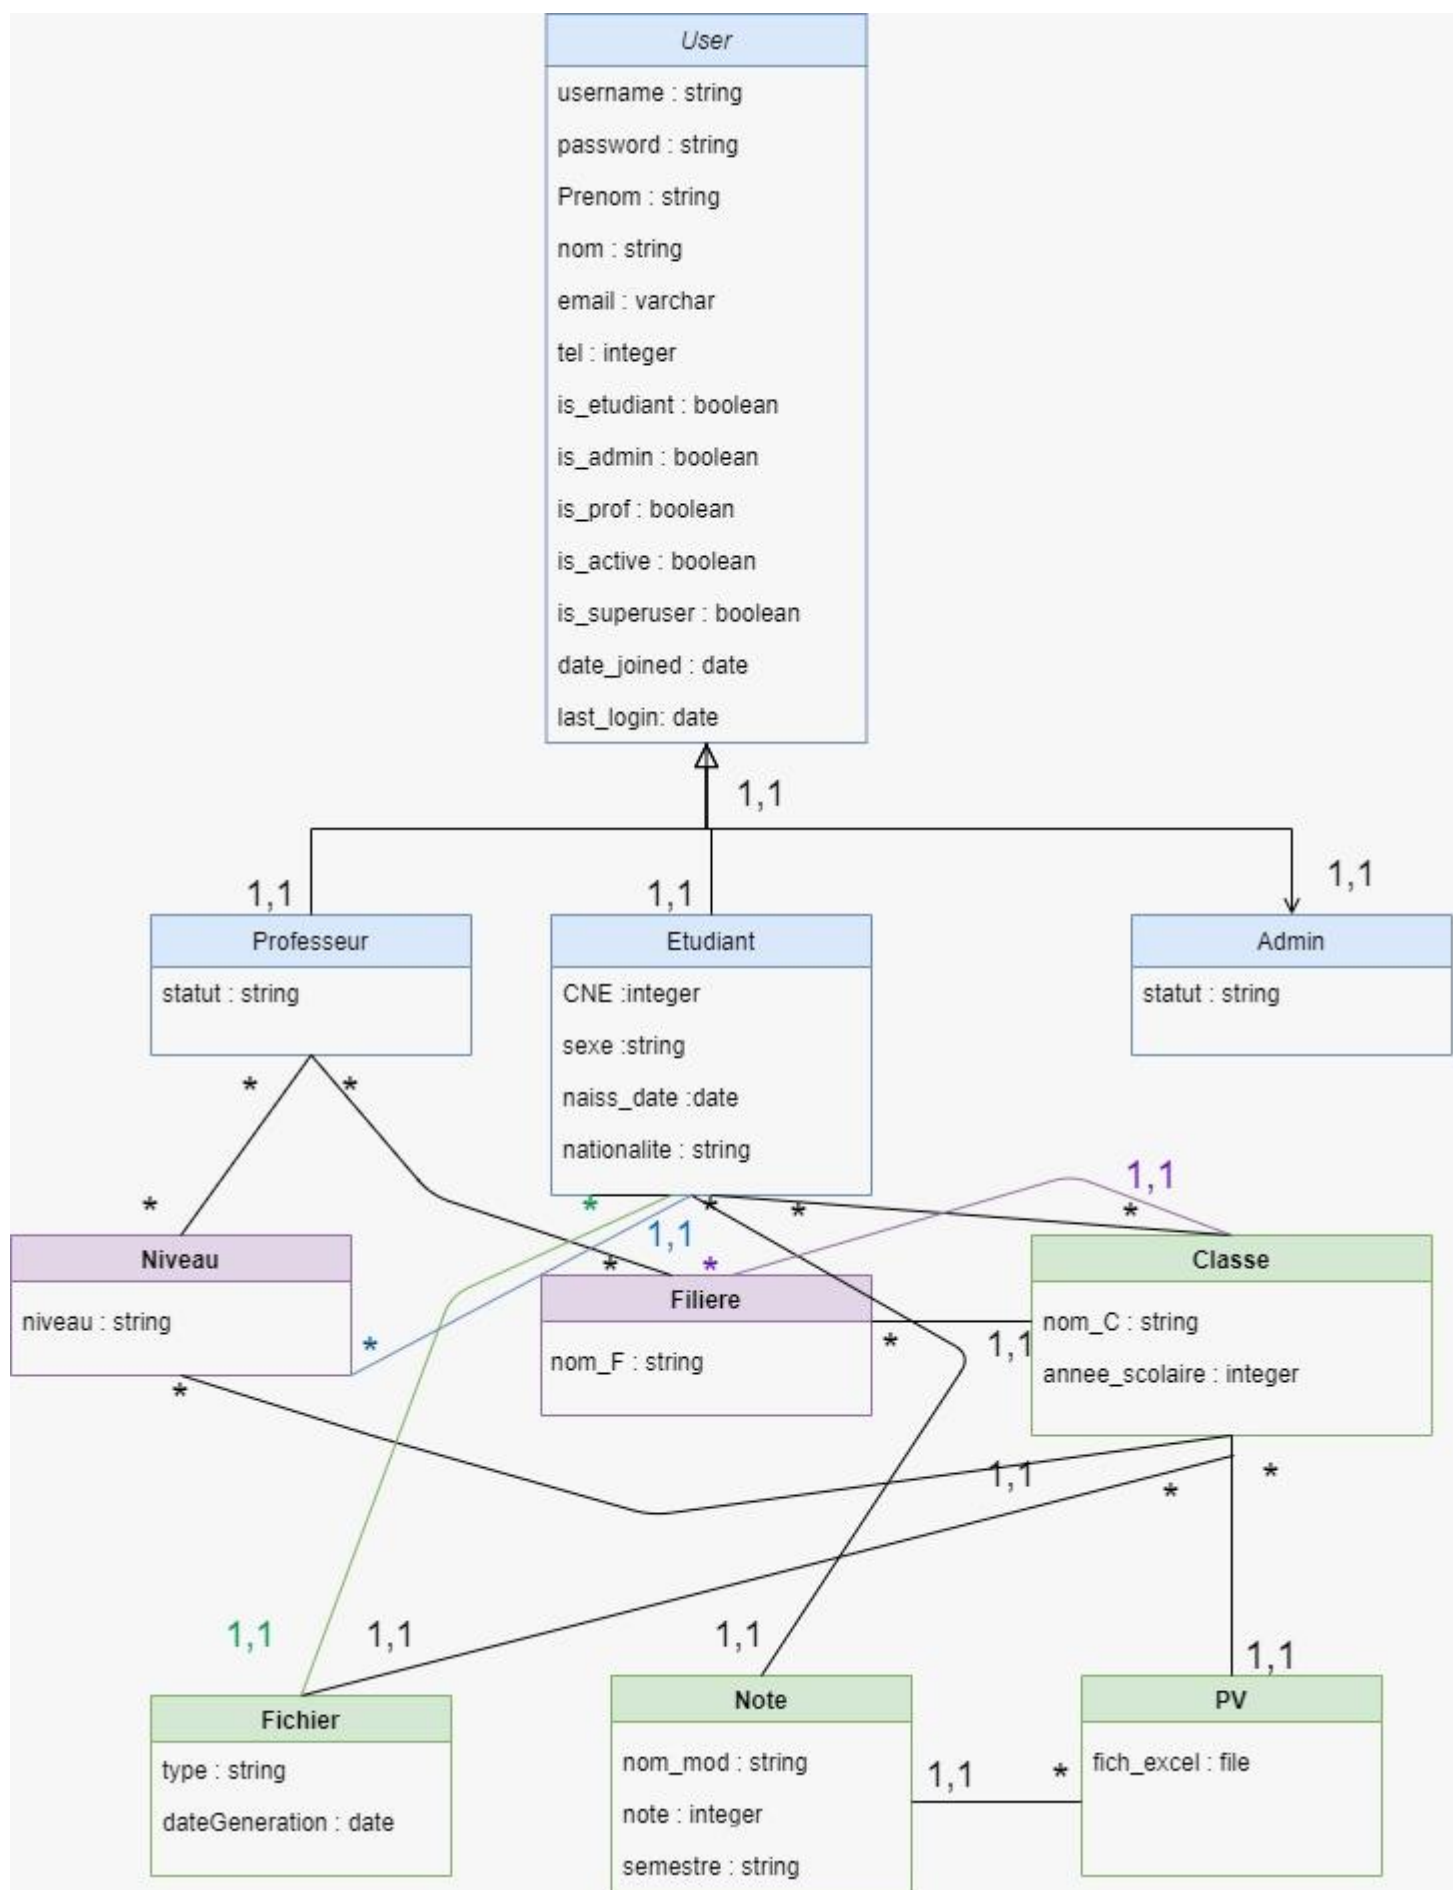 User
username : string
password : string
Prenom : string
nom : string
email : varchar
tel : integer
is_etudiant : boolean
is_admin : boolean
is_prof : boolean
is_active : boolean
is_superuser : boolean
date_joined : date
last_login: date
1,1
1,1
1,1
1,1
Professeur
statut : string
Etudiant
CNE :integer
sexe :string
naiss_date :date
nationalite : string
Admin
statut : string
* *
1,1
* * * * *
1,1
* *
Niveau
niveau : string
*
*
Filiere
nom_F : string
* 1,1
Classe
nom_C : string
annee_scolaire : integer
1,1
* *
1,1 1,1 1,1 1,1
Fichier
type : string
dateGeneration : date
Note
nom_mod : string
note : integer
semestre : string
1,1 *
PV
fich_excel : file